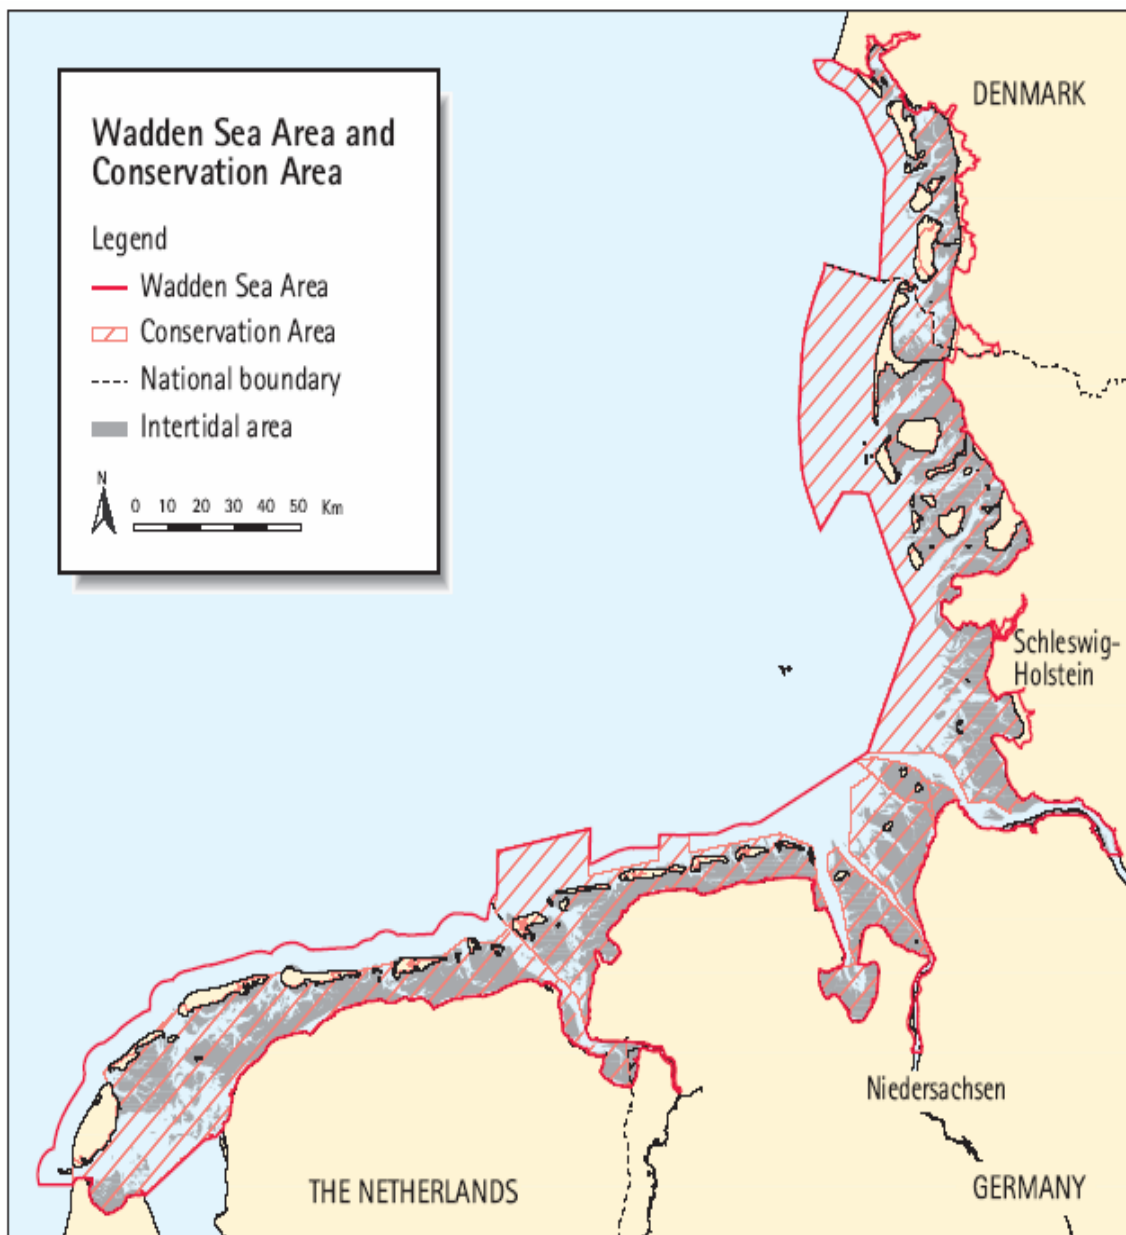 Wadden Sea Area and
Conservation Area
Legend
Wadden Sea Area
Conservation Area
National boundary
Intertidal area
N
0 10 20 30 40 50 Km
DENMARK
Schleswig-
Holstein
Niedersachsen
THE NETHERLANDS
GERMANY